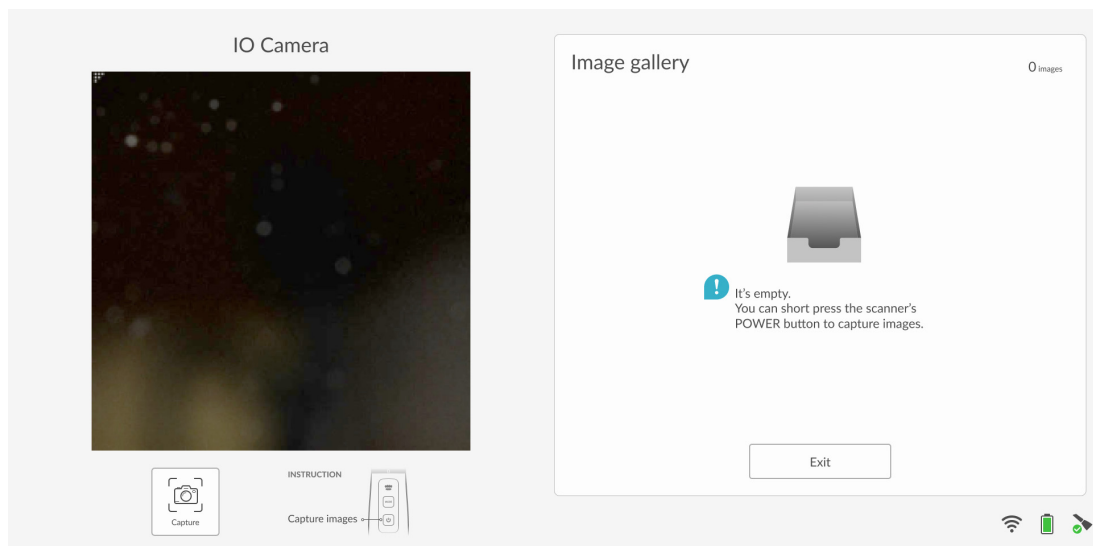 IO Camera
Image gallery
0 images
It's empty.
You can short press the scanner's
POWER button to capture images.
Exit
INSTRUCTION
Capture images
Capture